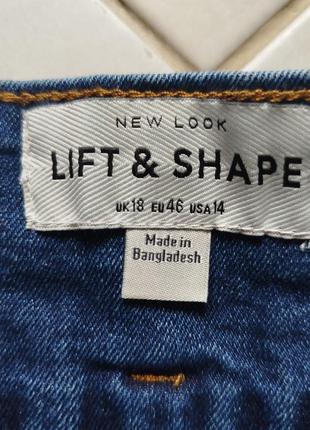 NEW LOOK
LIFT & SHAPE
UK18 EU46 USA14
Made in
Bangladesh